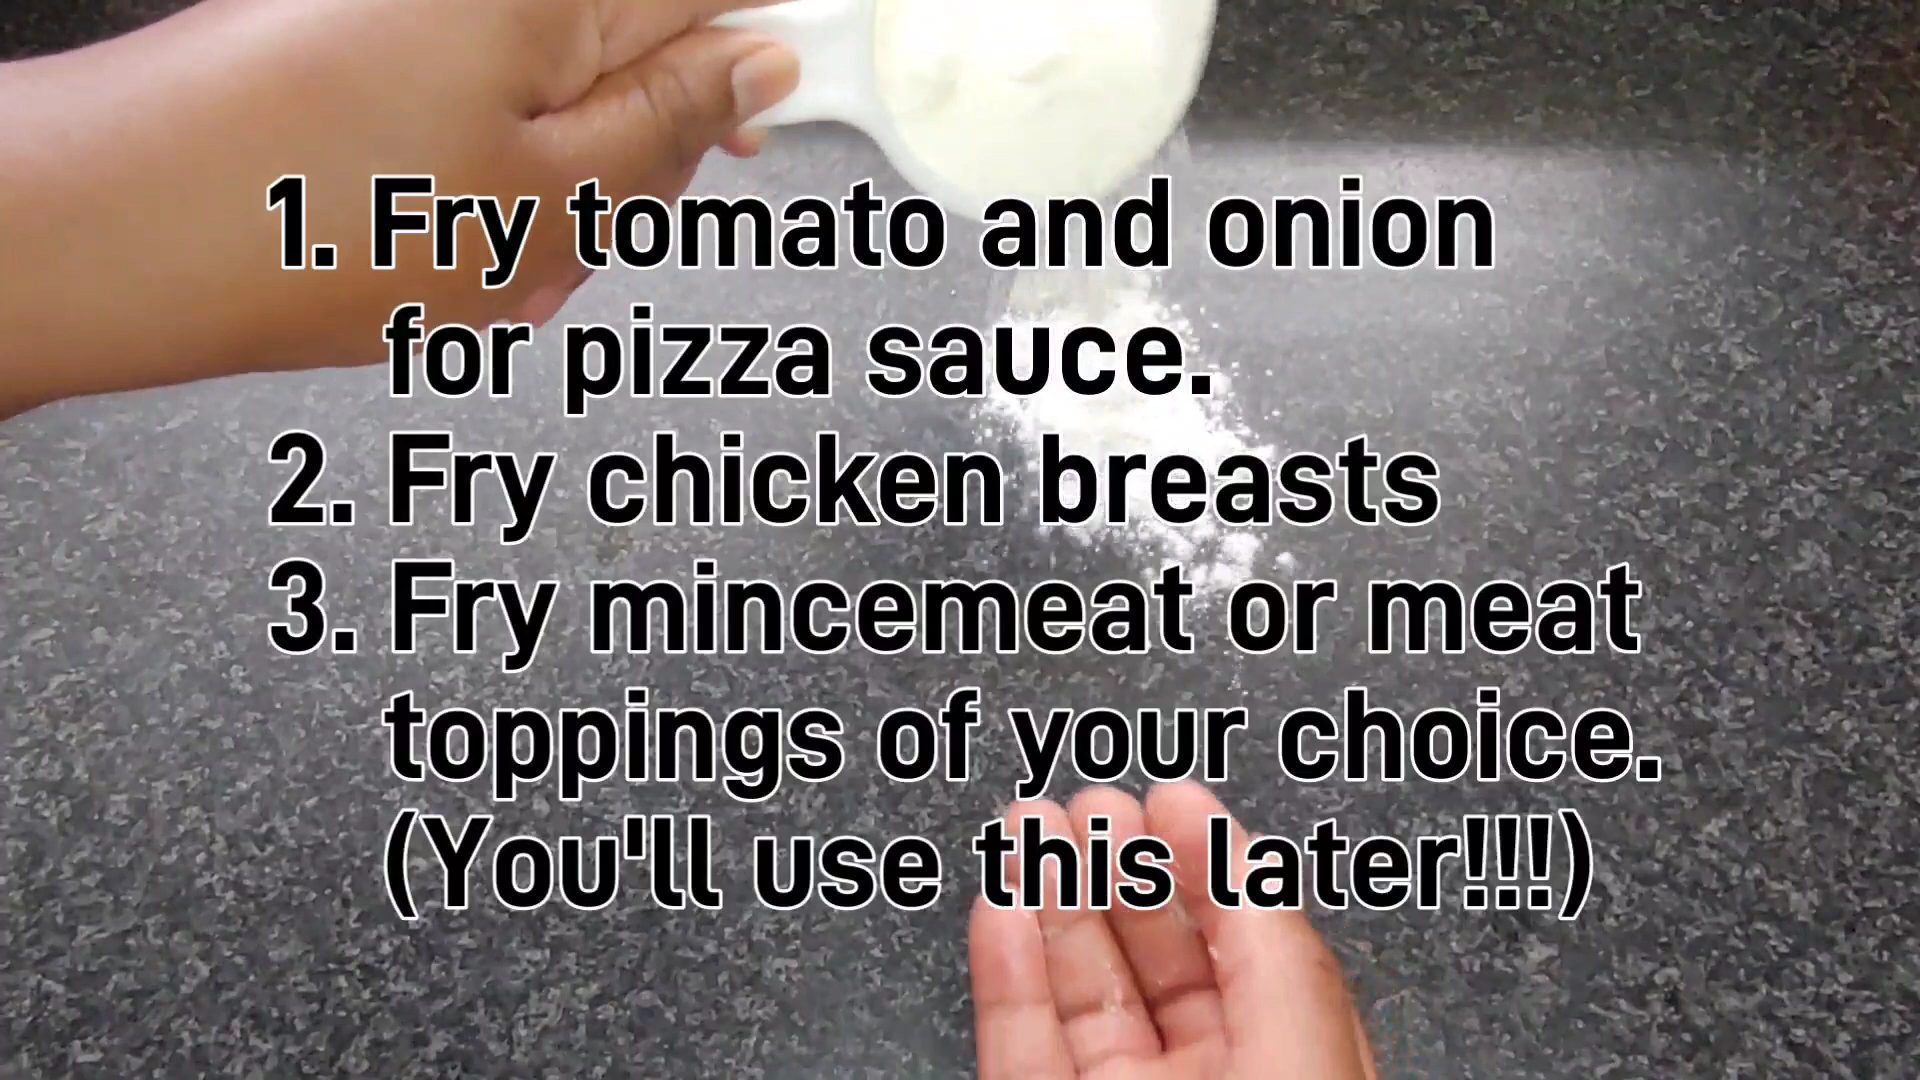 1. Fry tomato and onion
for pizza sauce.
2. Fry chicken breasts
3. Fry mincemeat or meat
toppings of your choice.
(You'll use this later!!!)